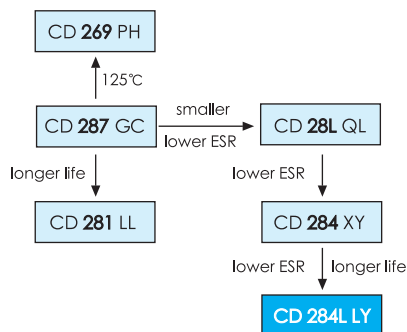 CD 269 PH
125℃
CD 287 GC
smaller
lower ESR
CD 28L QL
longer life
lower ESR
CD 281 LL
CD 284 XY
lower ESR
longer life
CD 284L LY